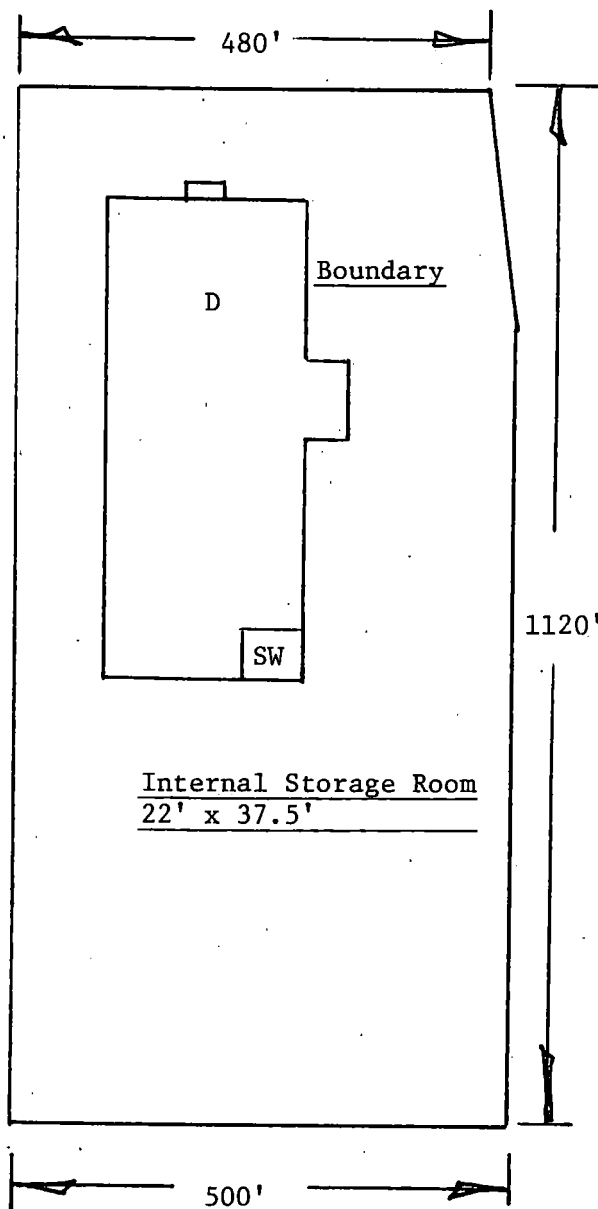 480'
Boundary
D
1120'
SW
Internal Storage Room
22' x 37.5'
500'